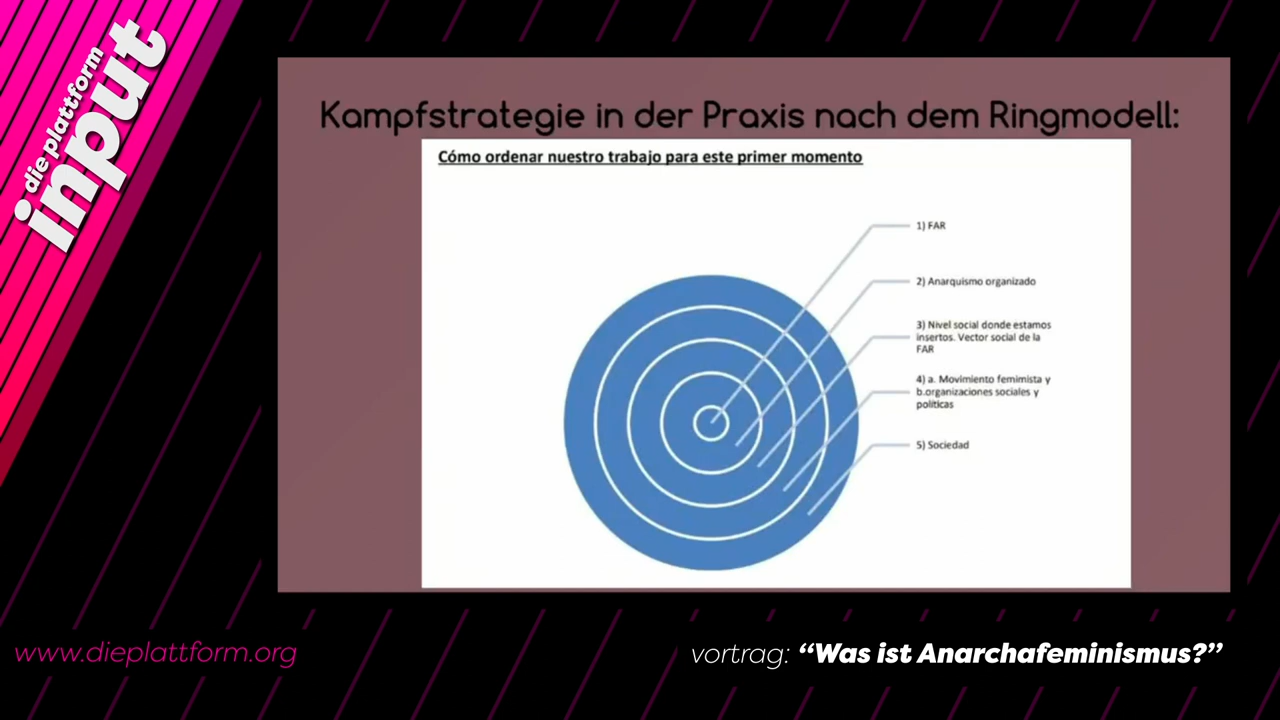 die plattform
input
Kampfstrategie in der Praxis nach dem Ringmodell:
Cómo ordenar nuestro trabajo para este primer momento
1) FAR
2) Anarquismo organizado
3) Nivel social donde estamos
insertos. Vector social de la
FAR
4) a. Movimiento femimista y
b.organizaciones sociales y
políticas
5) Sociedad
www.dieplattform.org
vortrag: “Was ist Anarchafeminismus?”